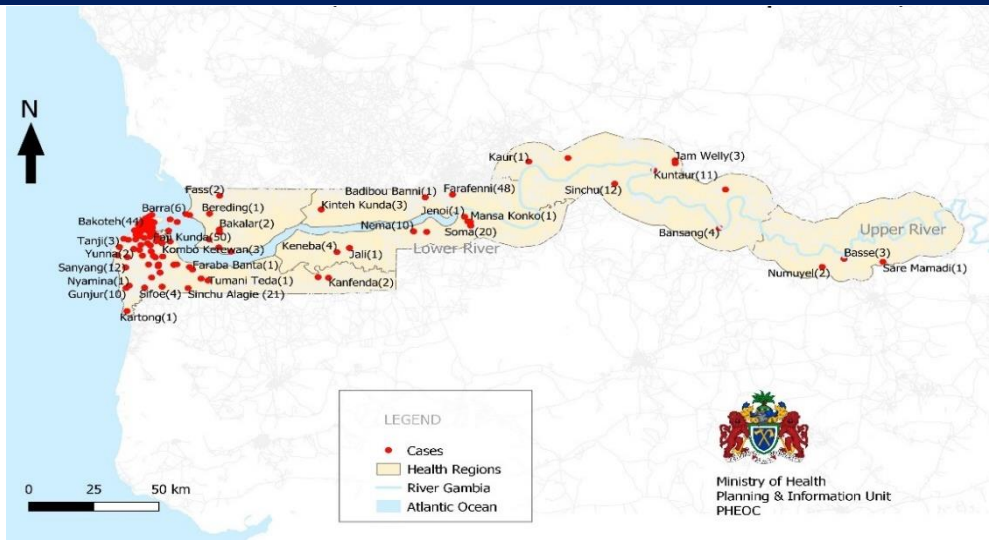 N
Kaur(1)
Jam Welly(3)
Kuntaur(11)
Fass(2)
Badibou Banni(1)
Farafenni(48)
Sinchu(12)
Barra(6)
Bereding(1)
Kinteh Kunda(3)
Jenoi(1)
Mansa Konko(1)
Bakoteh(44)
Bakalar(2)
Nema(10)
Soma(20)
Bansang(4)
Upper River
Tanji(3)
Kunda(50)
Kombo Kerewan(3)
Keneba(4)
Jali(1)
Lower River
Yunna(2)
Basse(3)
Sanyang(12)
Faraba Banta(1)
Numuyel(2)
Sare Mamadi(1)
Nyamina(1)
Tumani Teda(1)
Kanfenda(2)
Gunjur(10)
Sifoe(4)
Sinchu Alagie (21)
Kartong(1)
LEGEND
Cases
Health Regions
River Gambia
Atlantic Ocean
0 25 50 km
Ministry of Health
Planning & Information Unit
PHEOC